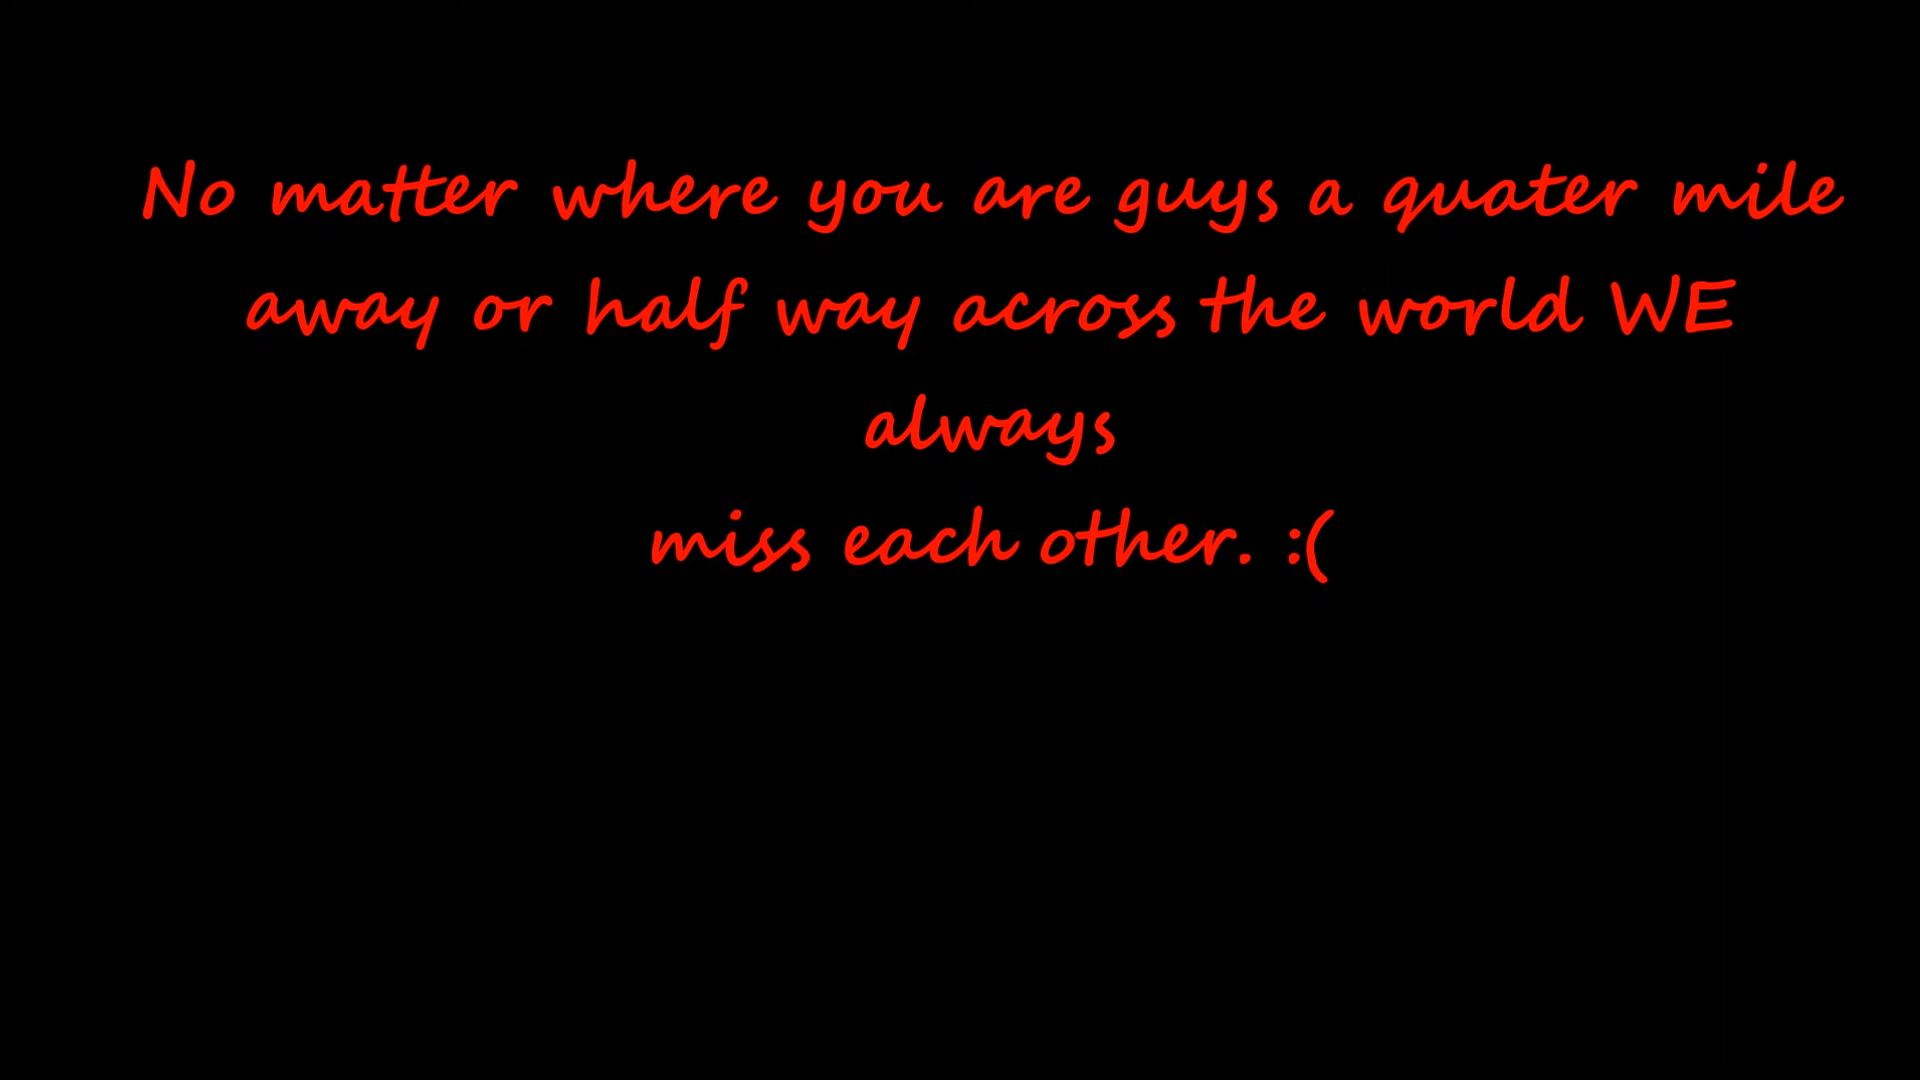 No matter where you are guys a quater mile
away or half way across the world WE
always
miss each other. :(